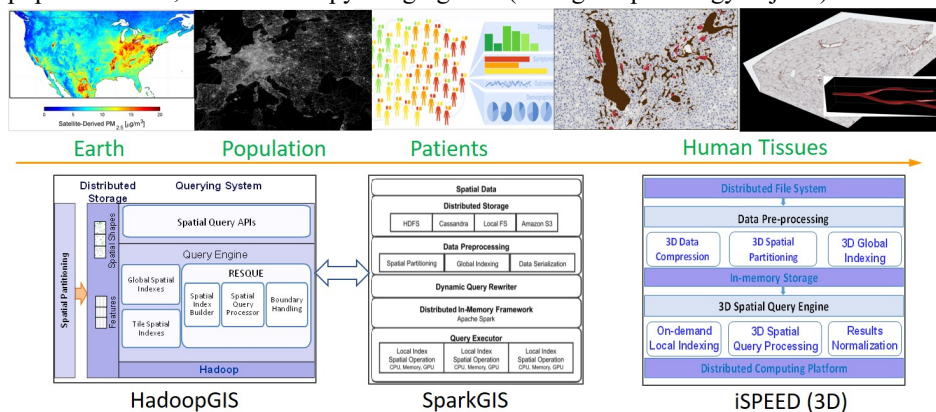 0 5 10 15 20
Satellite-Derived PM2.5 [μg/m³]
Earth Population Patients Human Tissues
Distributed Storage
Querying System
Spatial Partitioning
Spatial Shapes
Features
Spatial Query APIs
Query Engine
Global Spatial Indexes
Tile Spatial Indexes
RESQUE
Spatial Index Builder
Spatial Query Processor
Boundary Handling
Hadoop
HadoopGIS
Spatial Data
Distributed Storage
HDFS Cassandra Local FS Amazon S3
Data Preprocessing
Spatial Partitioning Global Indexing Data Serialization
Dynamic Query Rewriter
Distributed In-Memory Framework
Apache Spark
Query Executor
Local Index Local Index Local Index
Spatial Operation Spatial Operation Spatial Operation
CPU, Memory, GPU CPU, Memory, GPU CPU, Memory, GPU
SparkGIS
Distributed File System
Data Pre-processing
3D Data Compression
3D Spatial Partitioning
3D Global Indexing
In-memory Storage
3D Spatial Query Engine
On-demand Local Indexing
3D Spatial Query Processing
Results Normalization
Distributed Computing Platform
iSPEED (3D)